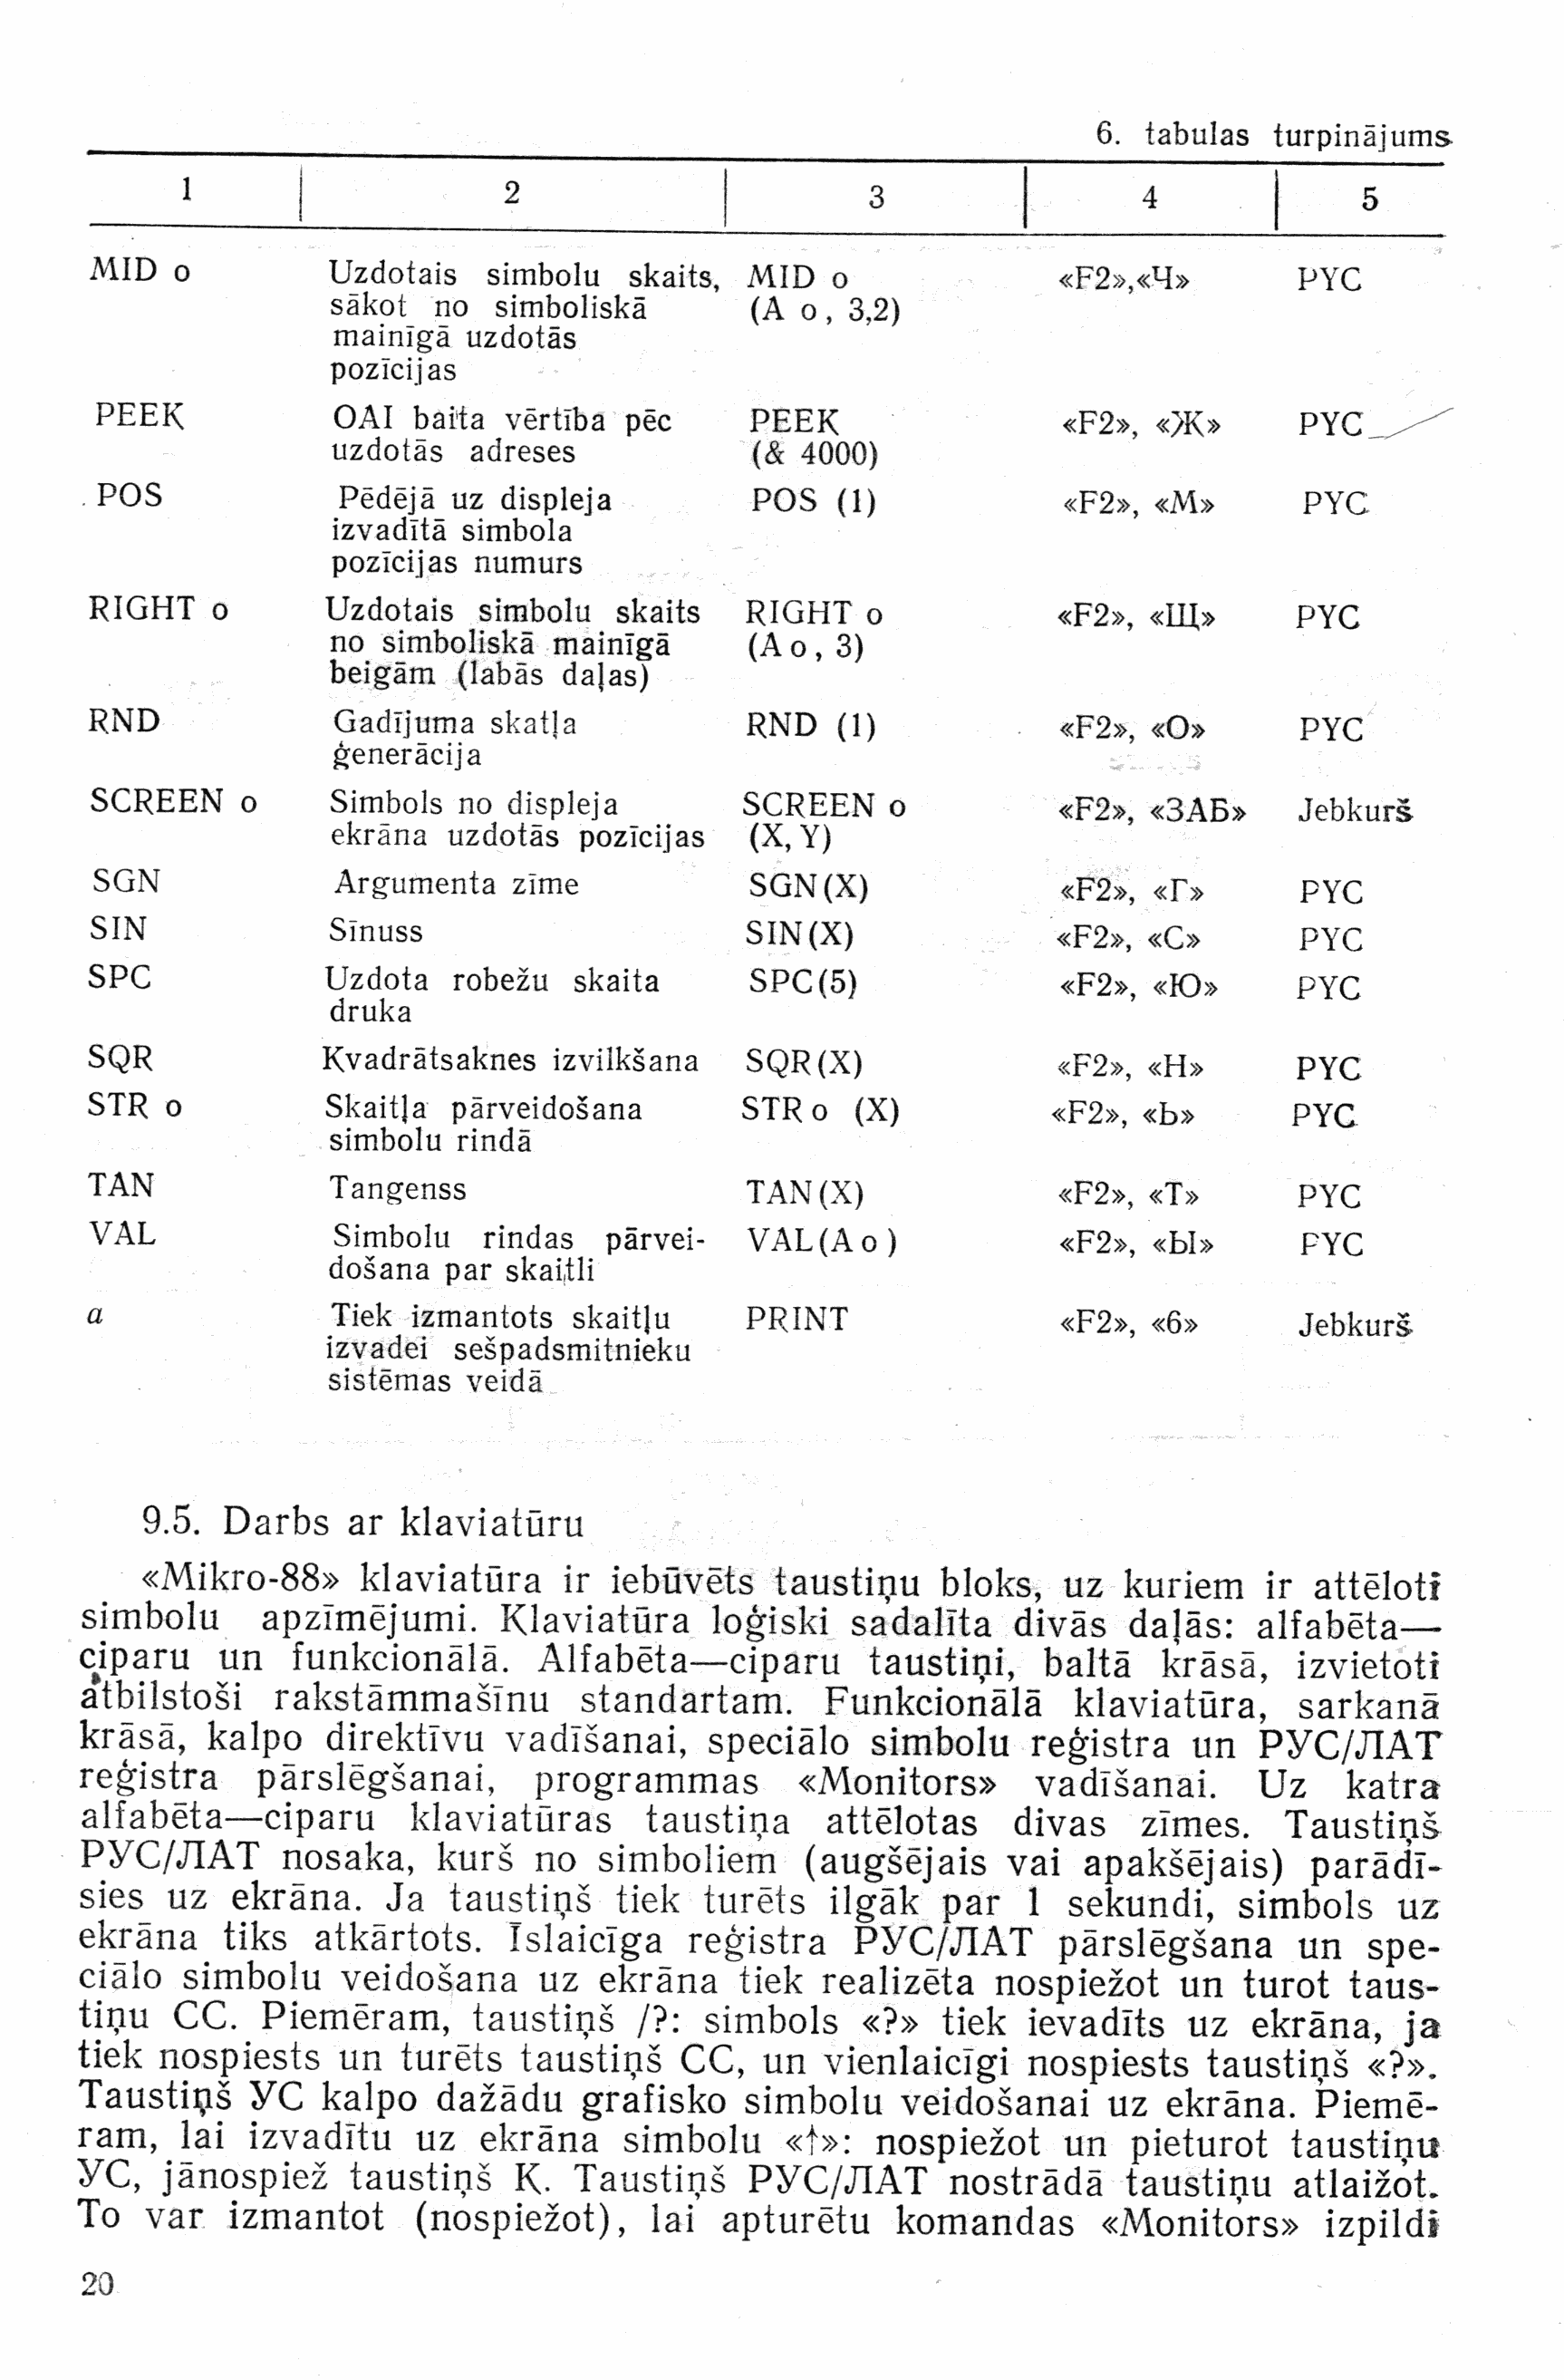 6. tabulas turpinājums
1 2 3 4 5
MID o Uzdotais simbolu skaits, MID o «F2»,«Ч» РУС
sākot no simboliskā (A o, 3,2)
mainīgā uzdotās
pozīcijas
PEEK OAI baita vērtība pēc PEEK «F2», «Ж» РУС
uzdotās adreses (& 4000)
POS Pēdējā uz displeja POS (1) «F2», «М» РУС
izvadītā simbola
pozīcijas numurs
RIGHT o Uzdotais simbolu skaits RIGHT o «F2», «Щ» РУС
no simboliskā mainīgā (A o, 3)
beigām (labās daļas)
RND Gadījuma skatļa RND (1) «F2», «О» РУС
ģenerācija
SCREEN o Simbols no displeja SCREEN o «F2», «ЗАБ» Jebkurš
ekrāna uzdotās pozīcijas (X, Y)
SGN Argumenta zīme SGN(X) «F2», «Г» РУС
SIN Sīnuss SIN(X) «F2», «С» РУС
SPC Uzdota robežu skaita SPC(5) «F2», «Ю» РУС
druka
SQR Kvadrātsaknes izvilkšana SQR(X) «F2», «Н» РУС
STR o Skaitļa pārveidošana STR o (X) «F2», «Ь» РУС
simbolu rindā
TAN Tangenss TAN(X) «F2», «Т» РУС
VAL Simbolu rindas pārvei- VAL(A o) «F2», «Ы» РУС
došana par skaitli
a Tiek izmantots skaitļu PRINT «F2», «6» Jebkurš
izvadei sešpadsmitnieku
sistēmas veidā
9.5. Darbs ar klaviatūru
«Mikro-88» klaviatūra ir iebūvēts taustiņu bloks, uz kuriem ir attēloti
simbolu apzīmējumi. Klaviatūra loģiski sadalīta divās daļās: alfabēta—
ciparu un funkcionālā. Alfabēta—ciparu taustiņi, baltā krāsā, izvietoti
atbilstoši rakstāmmašīnu standartam. Funkcionālā klaviatūra, sarkanā
krāsā, kalpo direktīvu vadīšanai, speciālo simbolu reģistra un РУС/ЛАТ
reģistra pārslēgšanai, programmas «Monitors» vadīšanai. Uz katra
alfabēta—ciparu klaviatūras taustiņa attēlotas divas zīmes. Taustiņš
РУС/ЛАТ nosaka, kurš no simboliem (augšējais vai apakšējais) parādī-
sies uz ekrāna. Ja taustiņš tiek turēts ilgāk par 1 sekundi, simbols uz
ekrāna tiks atkārtots. Īslaicīga reģistra РУС/ЛАТ pārslēgšana un spe-
ciālo simbolu veidošana uz ekrāna tiek realizēta nospiežot un turot taus-
tiņu CC. Piemēram, taustiņš /?: simbols «?» tiek ievadīts uz ekrāna, ja
tiek nospiests un turēts taustiņš CC, un vienlaicīgi nospiests taustiņš «?».
Taustiņš УС kalpo dažādu grafisko simbolu veidošanai uz ekrāna. Piemē-
ram, lai izvadītu uz ekrāna simbolu «↑»: nospiežot un pieturot taustiņu
УС, jānospiež taustiņš K. Taustiņš РУС/ЛАТ nostrādā taustiņu atlaižot.
To var izmantot (nospiežot), lai apturētu komandas «Monitors» izpildi
20